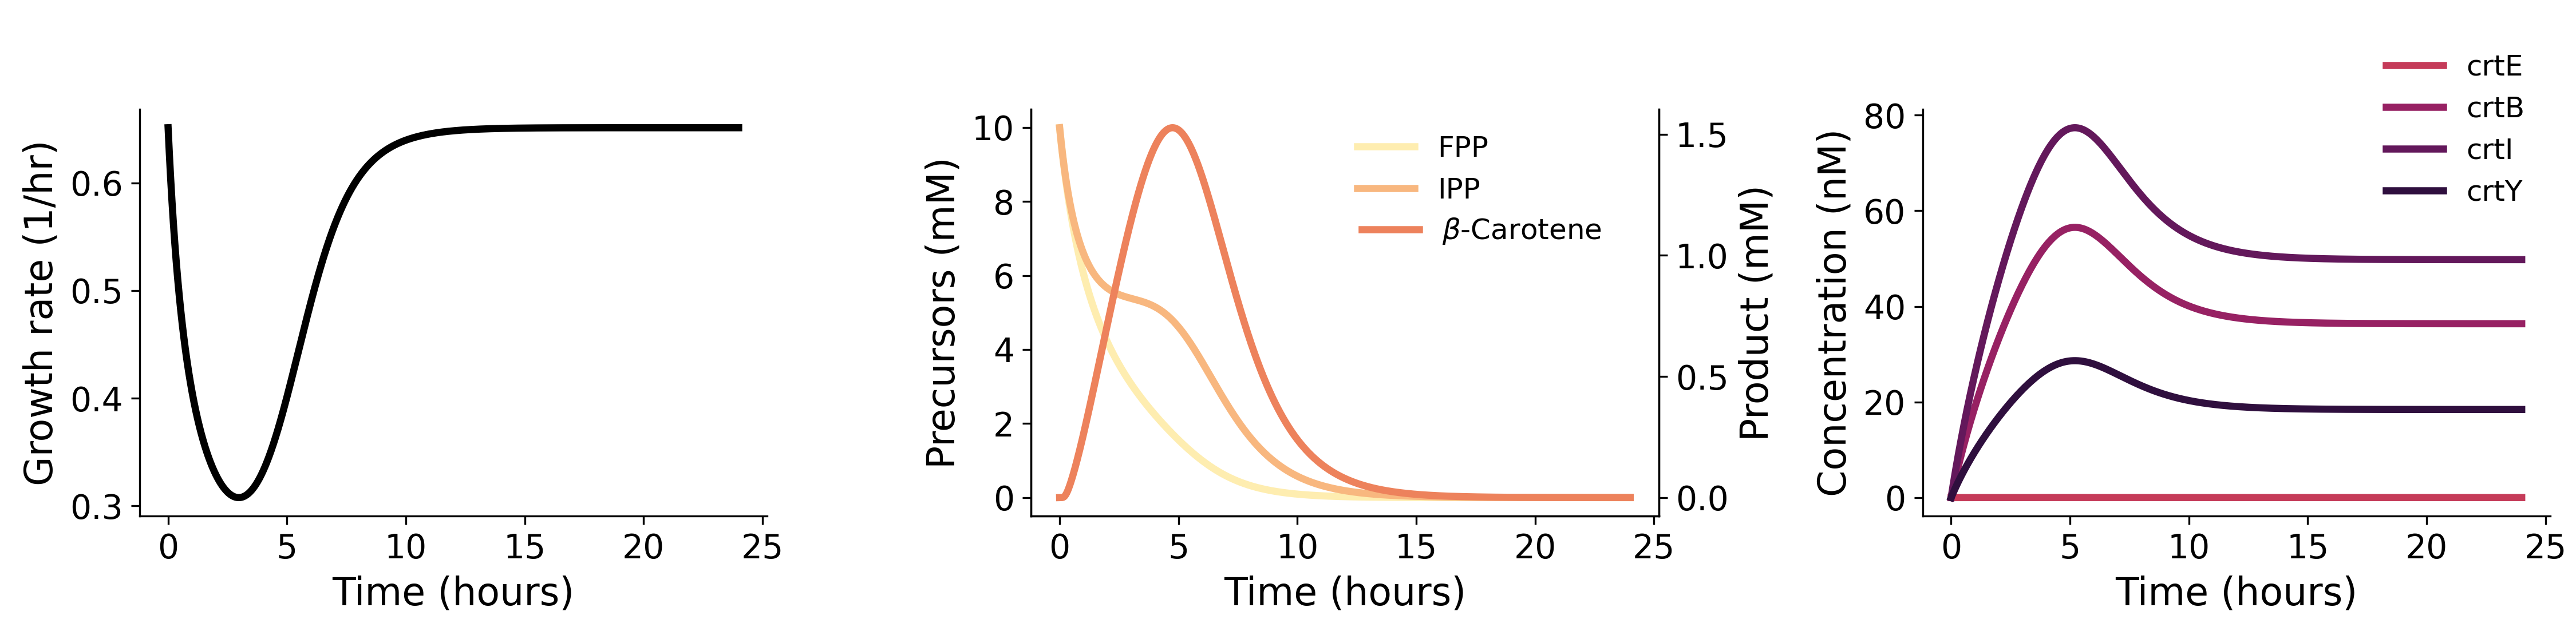 Growth rate (1/hr)
0.6
0.5
0.4
0.3
0 5 10 15 20 25
Time (hours)
Precursors (mM)
10
8
6
4
2
0
FPP
IPP
β-Carotene
1.5
1.0
0.5
0.0
Product (mM)
0 5 10 15 20 25
Time (hours)
Concentration (nM)
80
60
40
20
0
crtE
crtB
crtI
crtY
0 5 10 15 20 25
Time (hours)